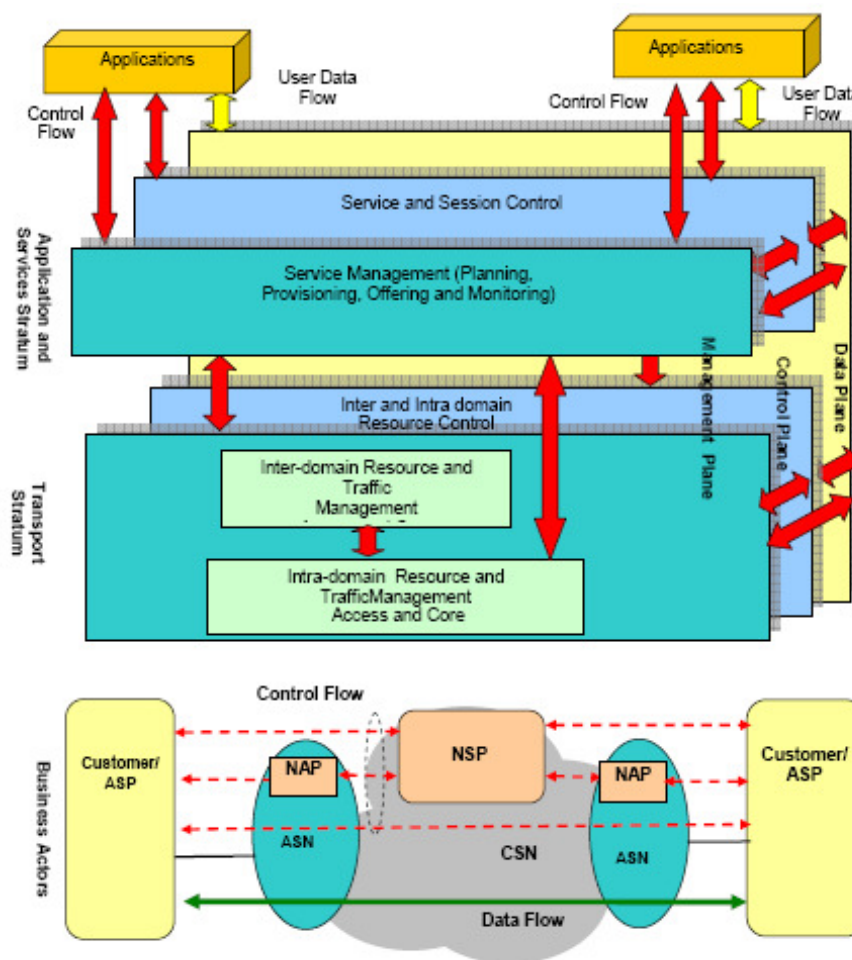 Applications
Applications
User Data
Flow
Control
Flow
Control Flow
User Data
Flow
Service and Session Control
Service Management (Planning,
Provisioning, Offering and Monitoring)
Application and
Services Stratum
Management Plane
Control Plane
Data Plane
Inter and Intra domain
Resource Control
Inter-domain Resource and
Traffic
Management
Transport
Stratum
Intra-domain Resource and
TrafficManagement
Access and Core
Control Flow
Customer/
ASP
NAP
NSP
NAP
Customer/
ASP
ASN
CSN
ASN
Data Flow
Business Actors